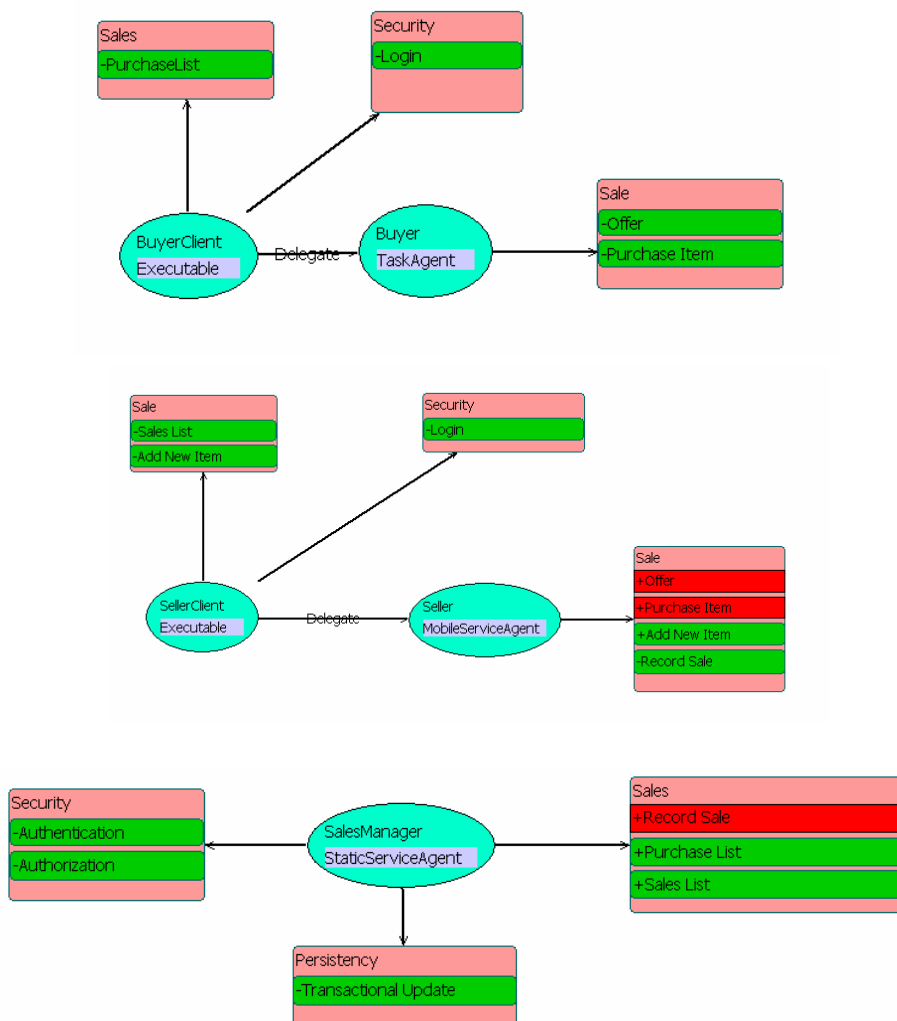 Sales
-PurchaseList
Security
-Login
BuyerClient
Executable
Delegate
Buyer
TaskAgent
Sale
-Offer
-Purchase Item
Sale
-Sales List
-Add New Item
Security
-Login
SellerClient
Executable
Delegate
Seller
MobileServiceAgent
Sale
+Offer
+Purchase Item
+Add New Item
-Record Sale
Security
-Authentication
-Authorization
SalesManager
StaticServiceAgent
Sales
+Record Sale
+Purchase List
+Sales List
Persistency
-Transactional Update